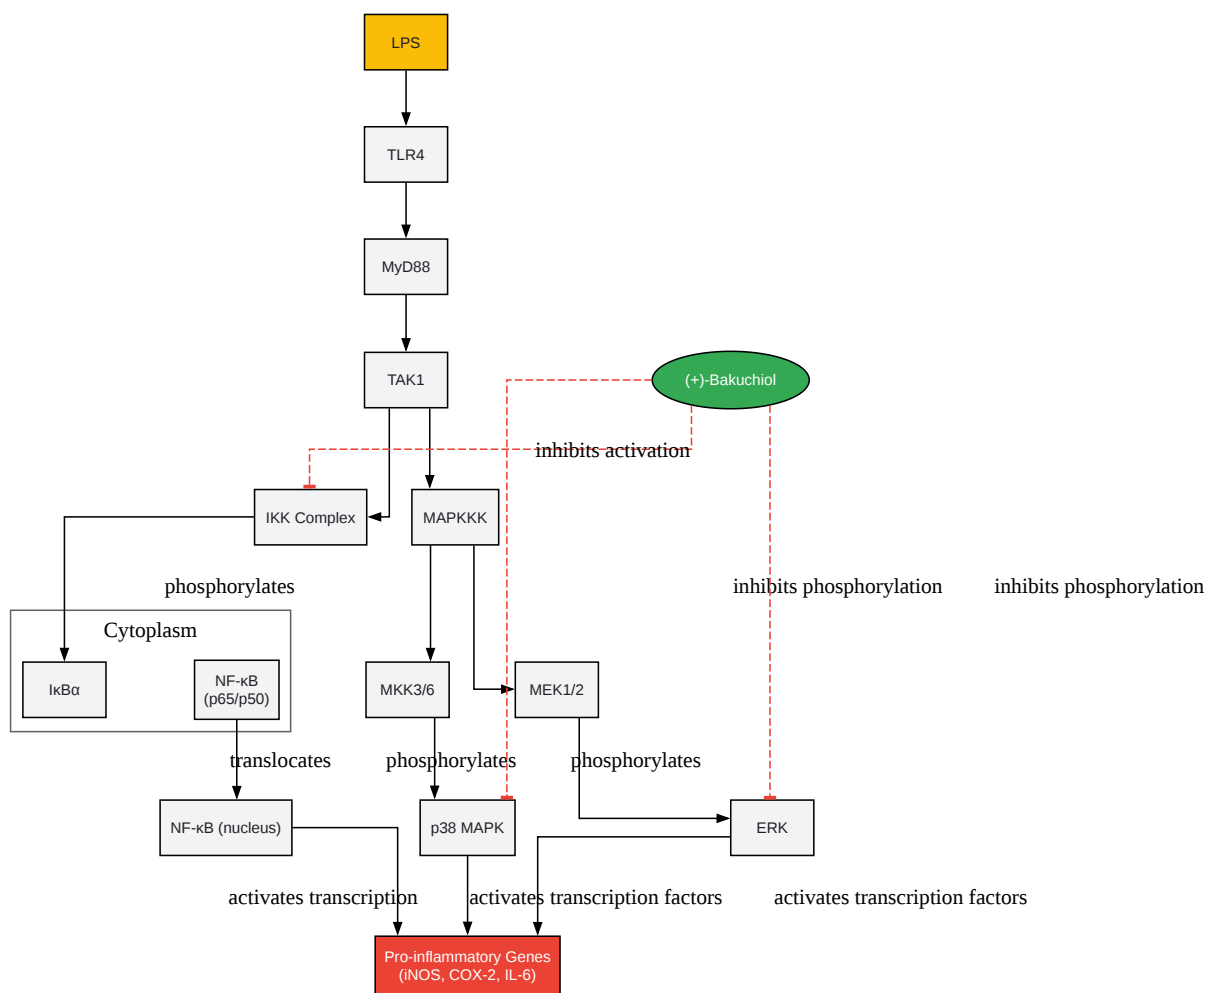 LPS
TLR4
MyD88
TAK1
(+)-Bakuchiol
inhibits activation
IKK Complex
MAPKKK
phosphorylates
inhibits phosphorylation
inhibits phosphorylation
Cytoplasm
IκBα
NF-κB
(p65/p50)
MKK3/6
MEK1/2
translocates
phosphorylates
phosphorylates
NF-κB (nucleus)
p38 MAPK
ERK
activates transcription
activates transcription factors
activates transcription factors
Pro-inflammatory Genes
(iNOS, COX-2, IL-6)